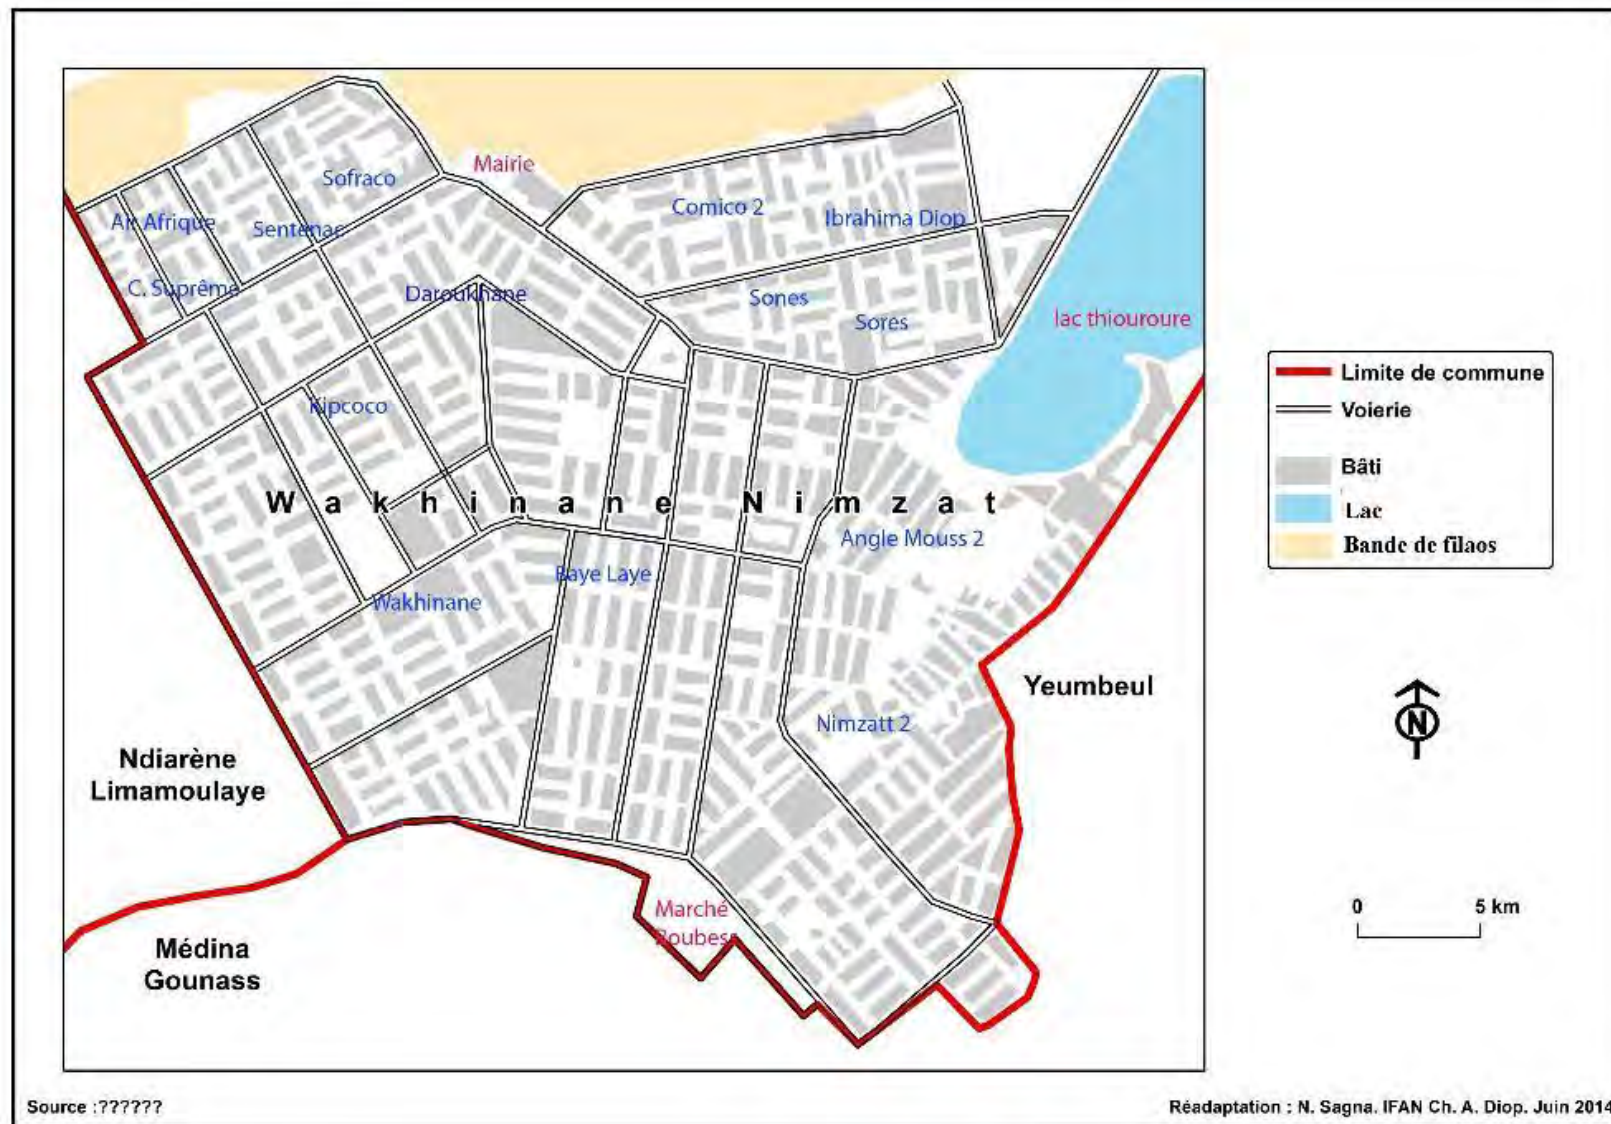 Mairie
Sofraco
Comico 2
Ibrahima Diop
Air Afrique
Sentenac
C. Suprême
Daroukhane
Sones
Sores
lac thiouroure
Kipcoco
Wakhinane Nimzat
Angle Mouss 2
Baye Laye
Wakhinane
Yeumbeul
Nimzatt 2
Ndiarène
Limamoulaye
Marché
Boubess
Médina
Gounass
Limite de commune
Voierie
Bâti
Lac
Bande de filaos
N
0 5 km
Source :??????
Réadaptation : N. Sagna. IFAN Ch. A. Diop. Juin 2014